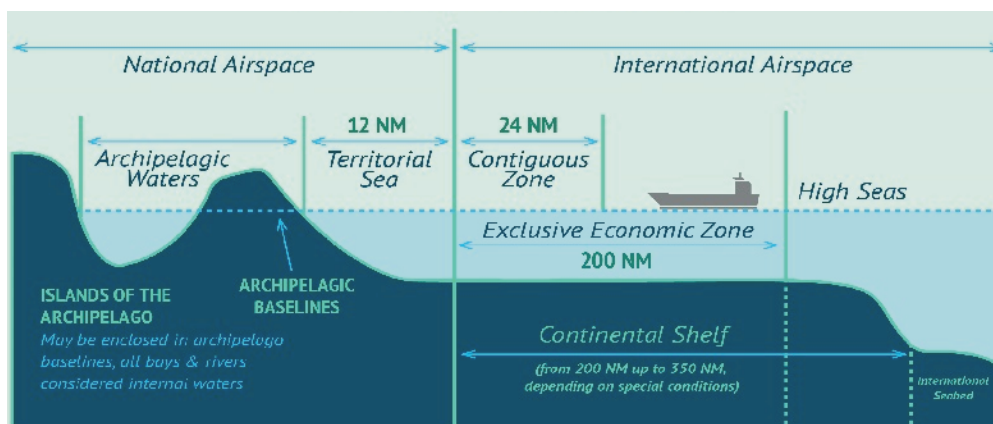 National Airspace
International Airspace
12 NM
24 NM
Archipelagic
Waters
Territorial
Sea
Contiguous
Zone
High Seas
Exclusive Economic Zone
200 NM
ARCHIPELAGIC
BASELINES
ISLANDS OF THE
ARCHIPELAGO
May be enclosed in archipelago
baselines, all bays & rivers
considered internal waters
Continental Shelf
(from 200 NM up to 350 NM,
depending on special conditions)
International
Seabed